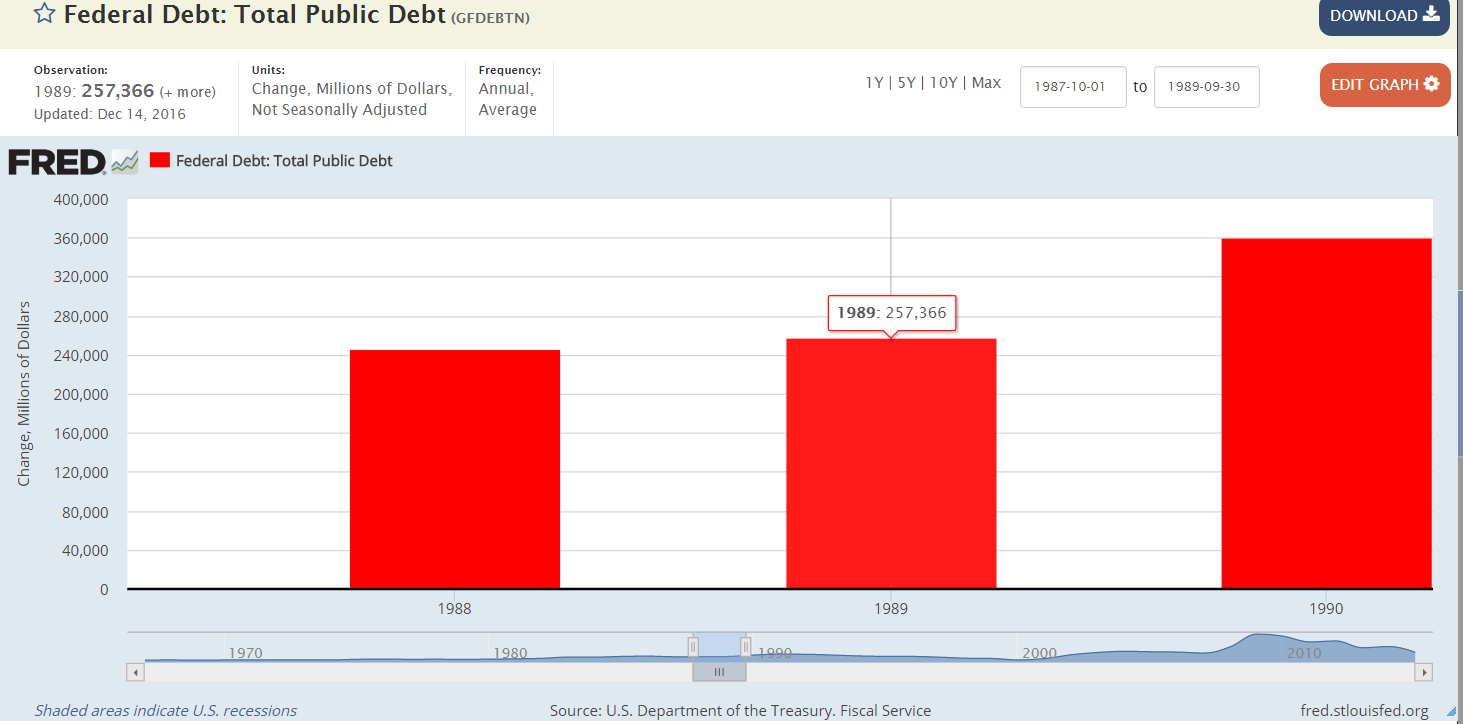 Federal Debt: Total Public Debt (GFDEBTN)
DOWNLOAD
Observation:
1989: 257,366 (+ more)
Updated: Dec 14, 2016
Units:
Change, Millions of Dollars,
Not Seasonally Adjusted
Frequency:
Annual,
Average
1Y | 5Y | 10Y | Max
1987-10-01 to 1989-09-30
EDIT GRAPH
FRED
Federal Debt: Total Public Debt
Change, Millions of Dollars
400,000
360,000
320,000
280,000
240,000
200,000
160,000
120,000
80,000
40,000
0
1989: 257,366
1988 1989 1990
1970 1980 1990 2000 2010
Shaded areas indicate U.S. recessions
Source: U.S. Department of the Treasury. Fiscal Service
fred.stlouisfed.org